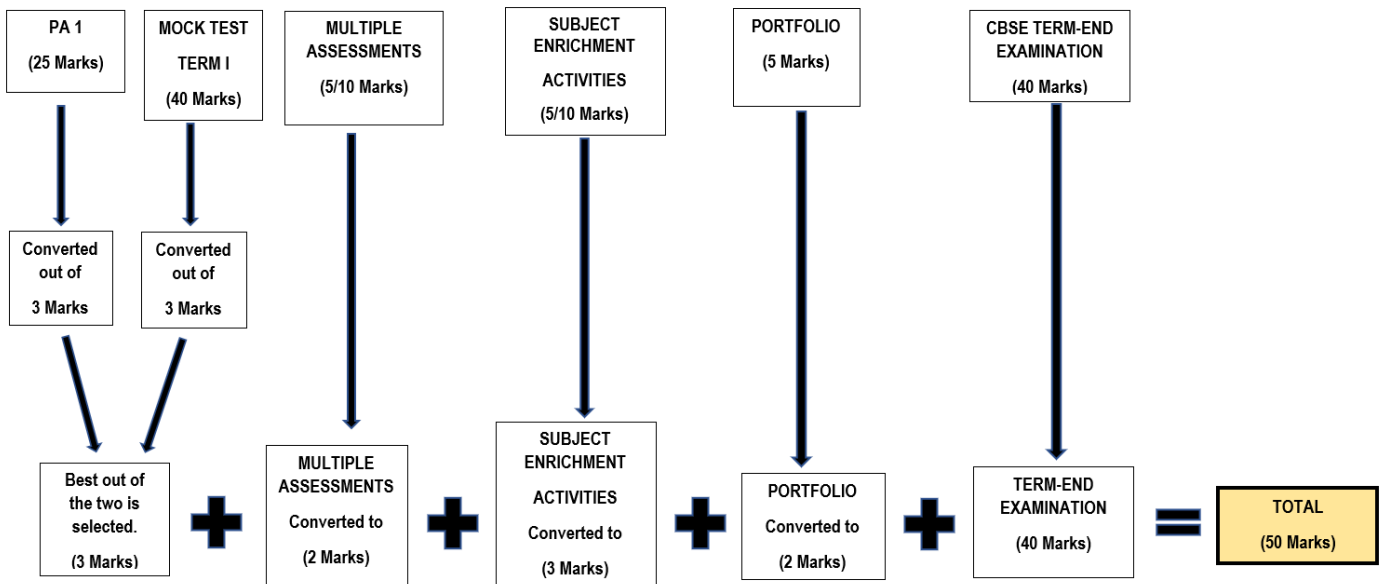 PA 1
(25 Marks)
MOCK TEST
TERM I
(40 Marks)
MULTIPLE
ASSESSMENTS
(5/10 Marks)
SUBJECT
ENRICHMENT
ACTIVITIES
(5/10 Marks)
PORTFOLIO
(5 Marks)
CBSE TERM-END
EXAMINATION
(40 Marks)
Converted
out of
3 Marks
Converted
out of
3 Marks
Best out of
the two is
selected.
(3 Marks)
MULTIPLE
ASSESSMENTS
Converted to
(2 Marks)
SUBJECT
ENRICHMENT
ACTIVITIES
Converted to
(3 Marks)
PORTFOLIO
Converted to
(2 Marks)
TERM-END
EXAMINATION
(40 Marks)
TOTAL
(50 Marks)